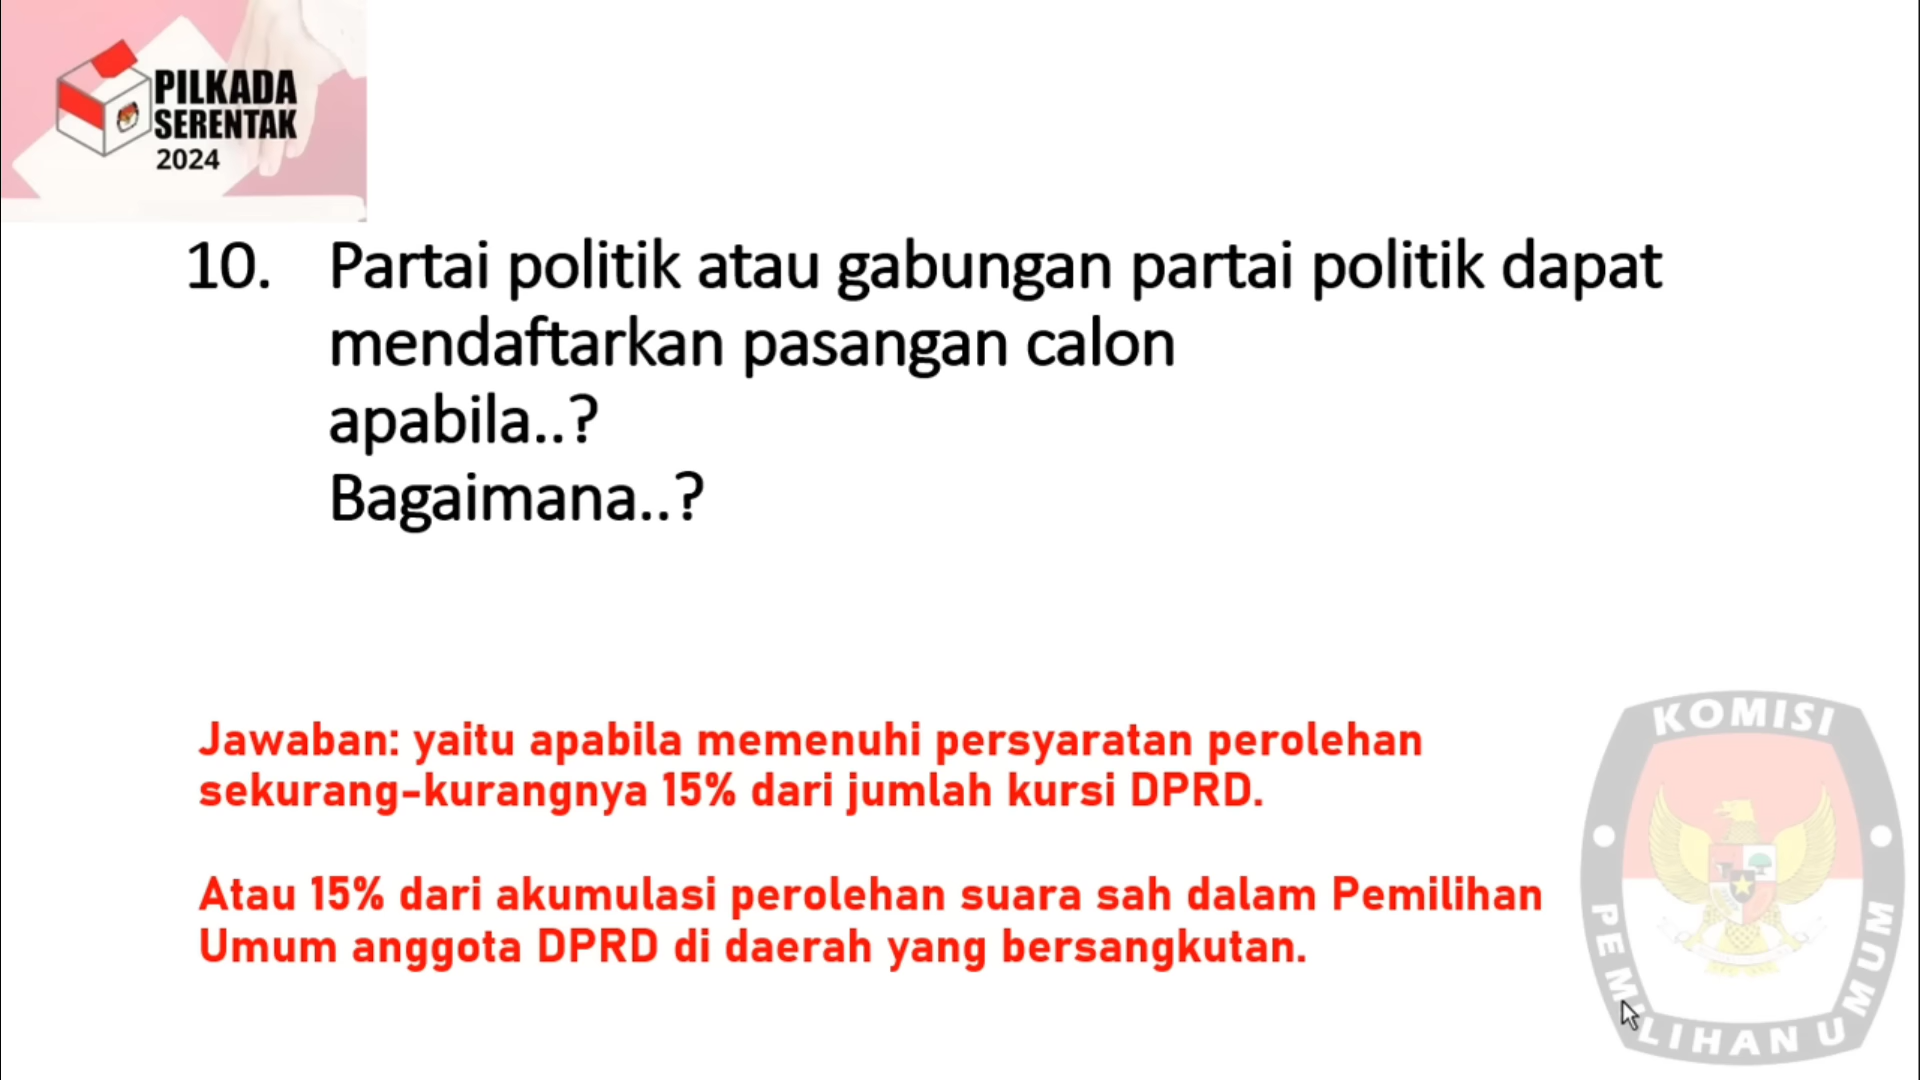 PILKADA
SERENTAK
2024
10. Partai politik atau gabungan partai politik dapat
mendaftarkan pasangan calon
apabila..?
Bagaimana..?
Jawaban: yaitu apabila memenuhi persyaratan perolehan
sekurang-kurangnya 15% dari jumlah kursi DPRD.
Atau 15% dari akumulasi perolehan suara sah dalam Pemilihan
Umum anggota DPRD di daerah yang bersangkutan.
KOMISI
PEMILIHAN UMUM